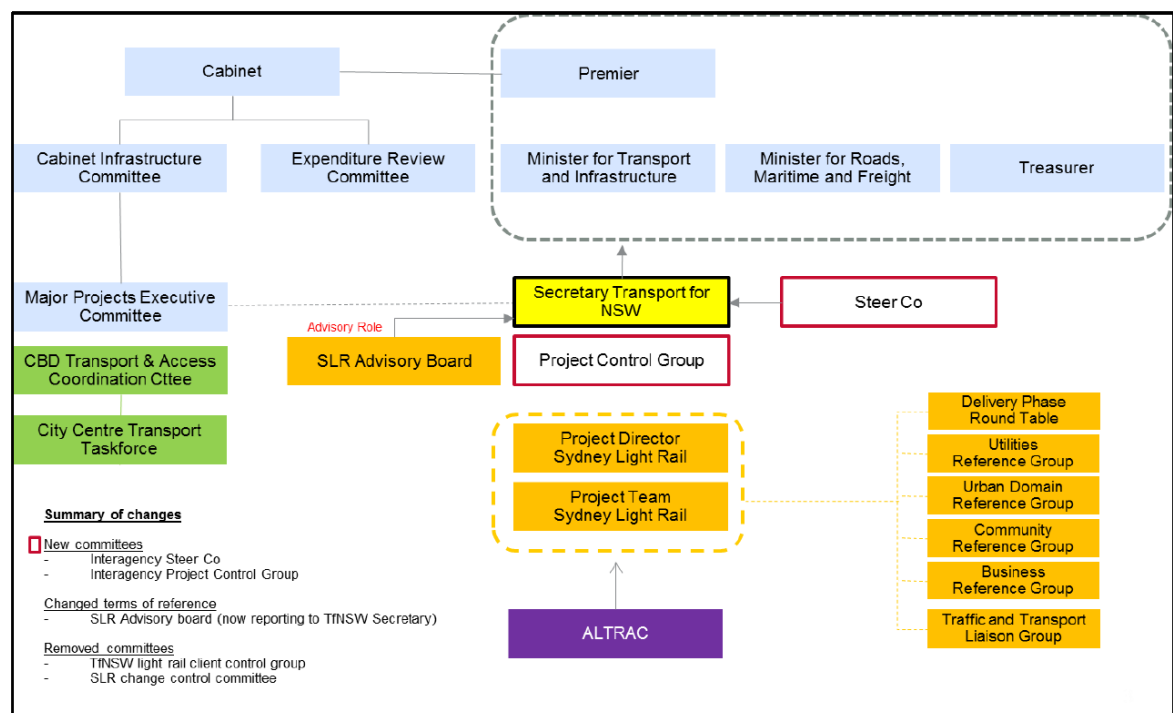 Cabinet
Premier
Cabinet Infrastructure
Committee
Expenditure Review
Committee
Minister for Transport
and Infrastructure
Minister for Roads,
Maritime and Freight
Treasurer
Major Projects Executive
Committee
Secretary Transport for
NSW
Steer Co
Advisory Role
CBD Transport & Access
Coordination Cttee
SLR Advisory Board
Project Control Group
City Centre Transport
Taskforce
Project Director
Sydney Light Rail
Project Team
Sydney Light Rail
Delivery Phase
Round Table
Utilities
Reference Group
Urban Domain
Reference Group
Community
Reference Group
Business
Reference Group
Traffic and Transport
Liaison Group
ALTRAC
Summary of changes
New committees
- Interagency Steer Co
- Interagency Project Control Group
Changed terms of reference
- SLR Advisory board (now reporting to TfNSW Secretary)
Removed committees
- TfNSW light rail client control group
- SLR change control committee